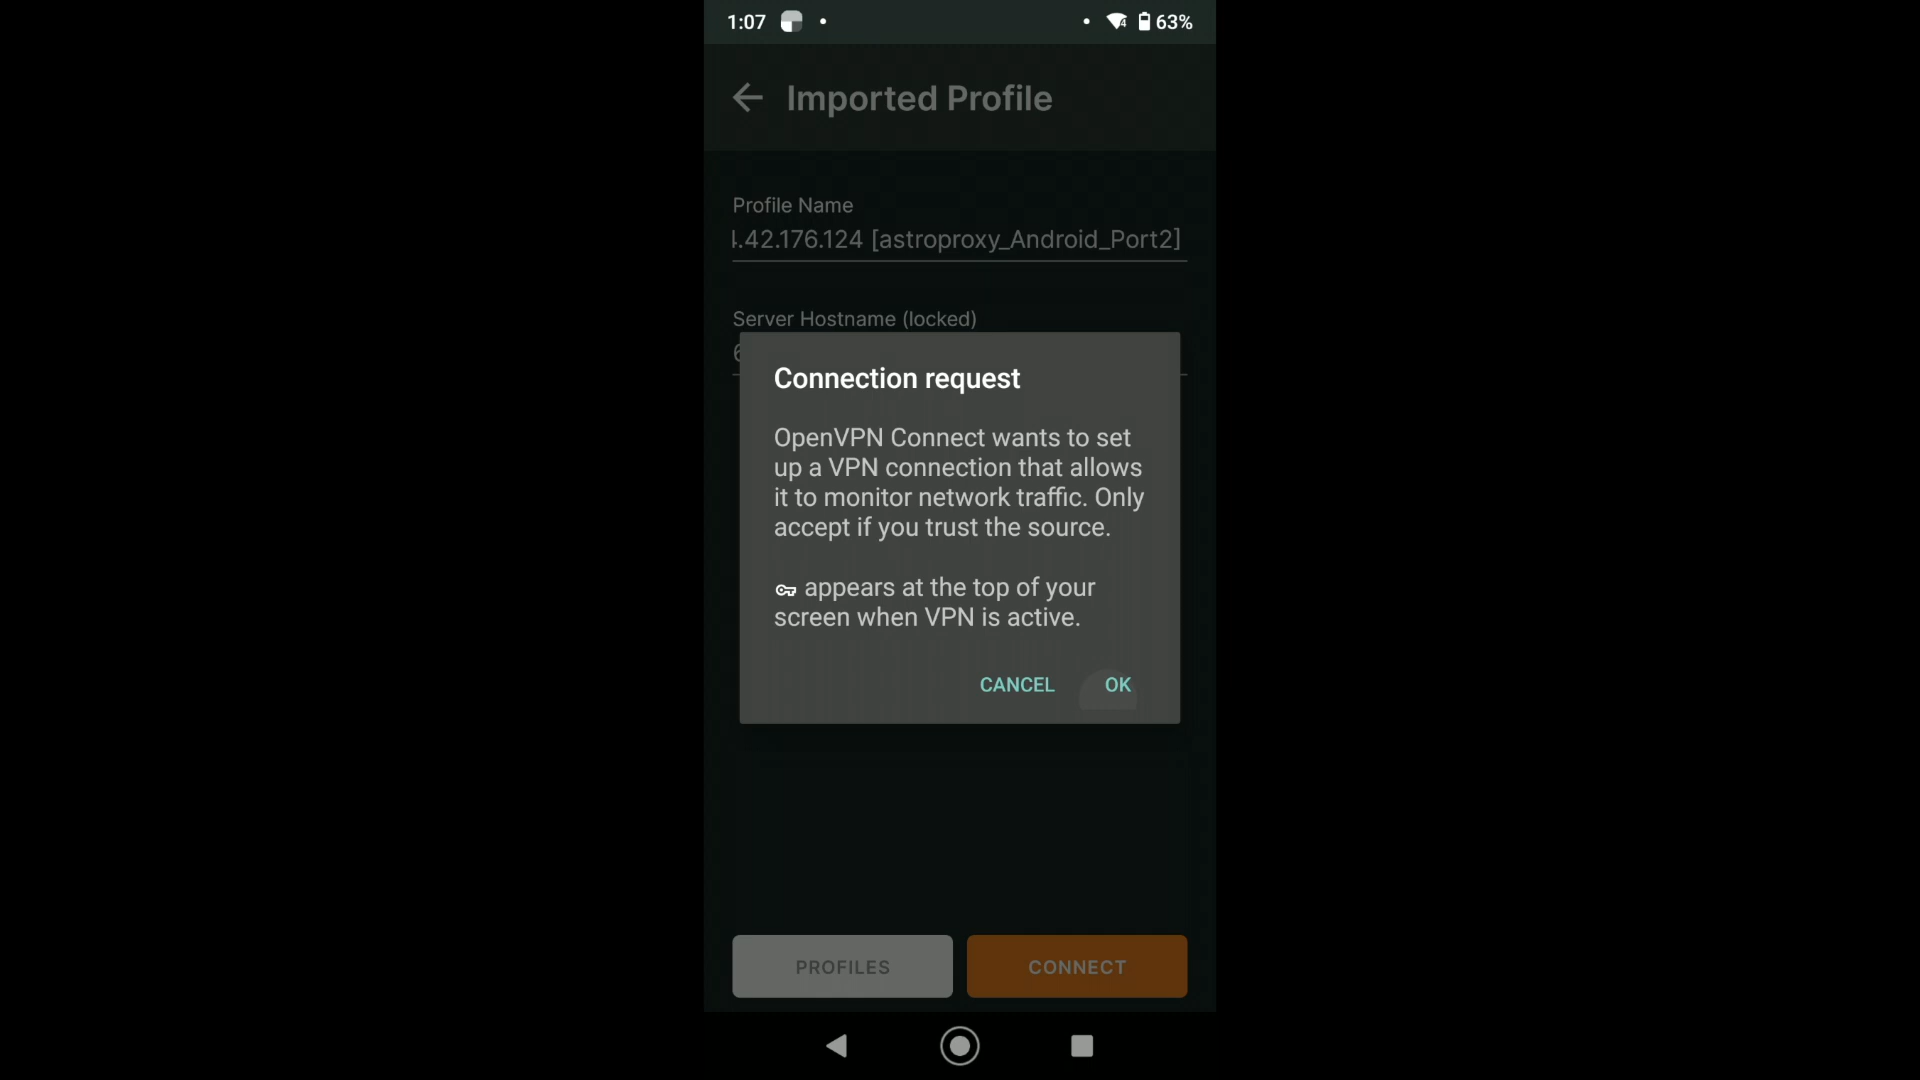 1:07
63%
Imported Profile
Profile Name
.42.176.124 [astroproxy_Android_Port2]
Server Hostname (locked)
Connection request
OpenVPN Connect wants to set
up a VPN connection that allows
it to monitor network traffic. Only
accept if you trust the source.
appears at the top of your
screen when VPN is active.
CANCEL OK
PROFILES CONNECT